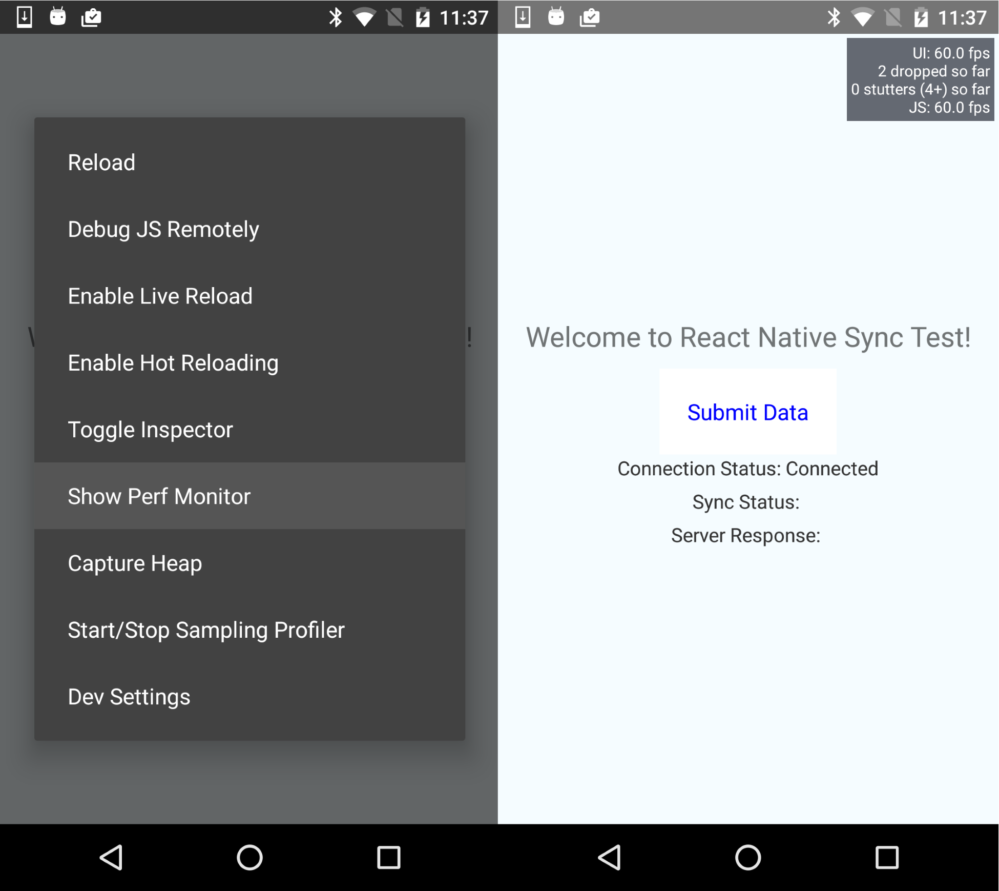 11:37
Reload
Debug JS Remotely
Enable Live Reload
!
Enable Hot Reloading
Toggle Inspector
Show Perf Monitor
Capture Heap
Start/Stop Sampling Profiler
Dev Settings
11:37
UI: 60.0 fps
2 dropped so far
0 stutters (4+) so far
JS: 60.0 fps
Welcome to React Native Sync Test!
Submit Data
Connection Status: Connected
Sync Status:
Server Response: